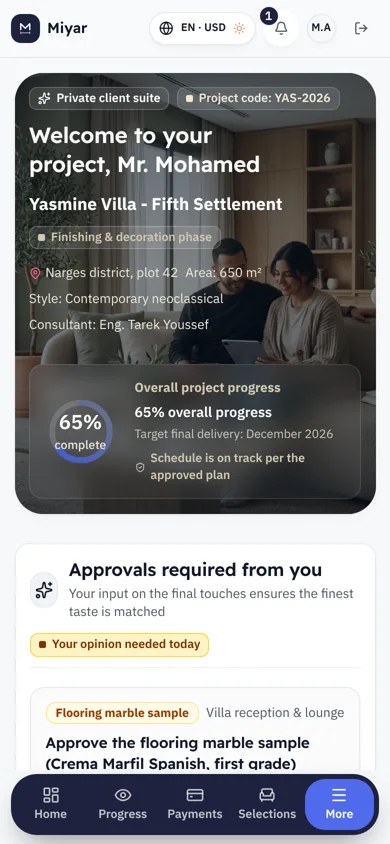 Miyar
EN · USD
1
M.A
Private client suite
Project code: YAS-2026
Welcome to your
project, Mr. Mohamed
Yasmine Villa - Fifth Settlement
Finishing & decoration phase
Narges district, plot 42 Area: 650 m²
Style: Contemporary neoclassical
Consultant: Eng. Tarek Youssef
65%
complete
Overall project progress
65% overall progress
Target final delivery: December 2026
Schedule is on track per the
approved plan
Approvals required from you
Your input on the final touches ensures the finest
taste is matched
Your opinion needed today
Flooring marble sample
Villa reception & lounge
Approve the flooring marble sample
(Crema Marfil Spanish, first grade)
Home
Progress
Payments
Selections
More